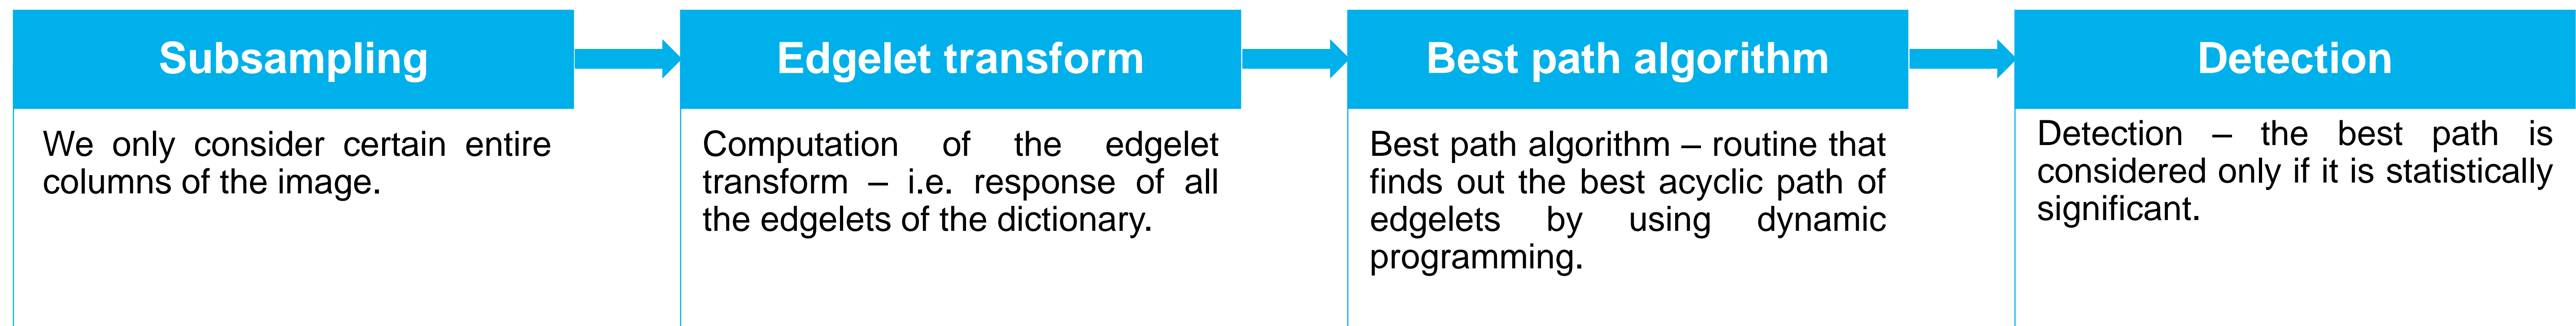 Subsampling
We only consider certain entire
columns of the image.
Edgelet transform
Computation of the edgelet
transform – i.e. response of all
the edgelets of the dictionary.
Best path algorithm
Best path algorithm – routine that
finds out the best acyclic path of
edgelets by using dynamic
programming.
Detection
Detection – the best path is
considered only if it is statistically
significant.